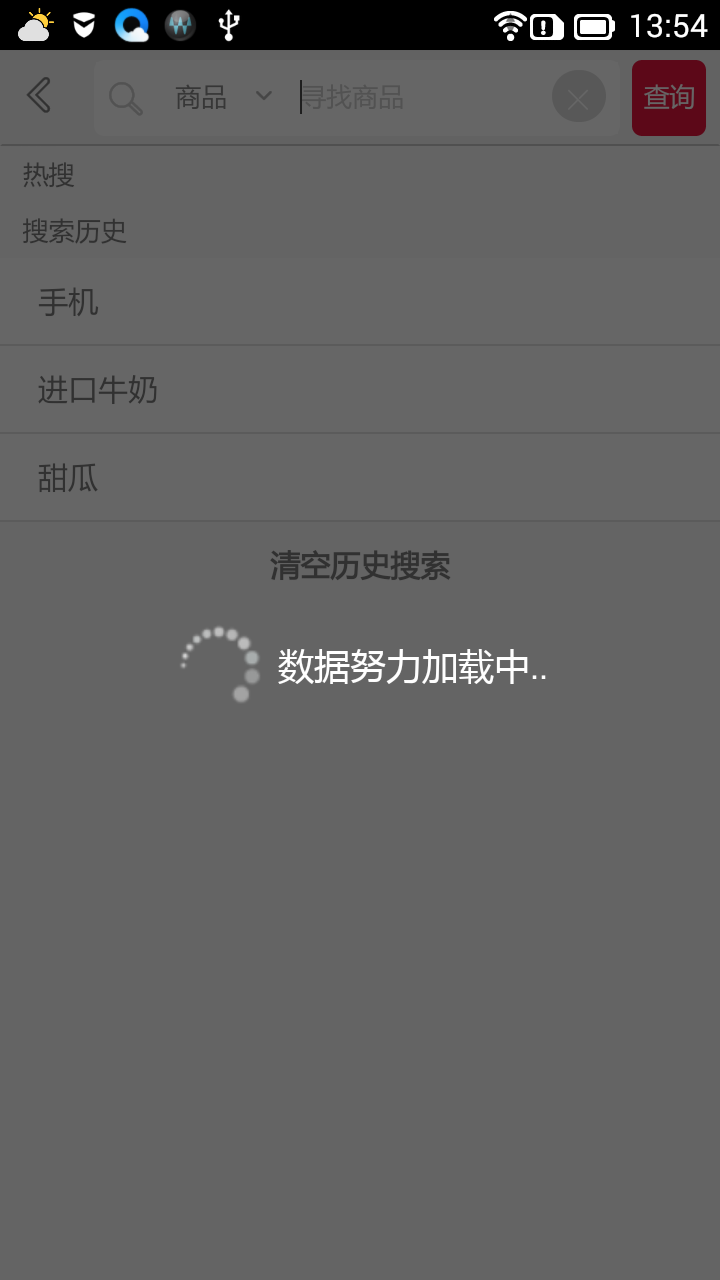 13:54
商品 寻找商品 查询
热搜
搜索历史
手机
进口牛奶
甜瓜
清空历史搜索
数据努力加载中..